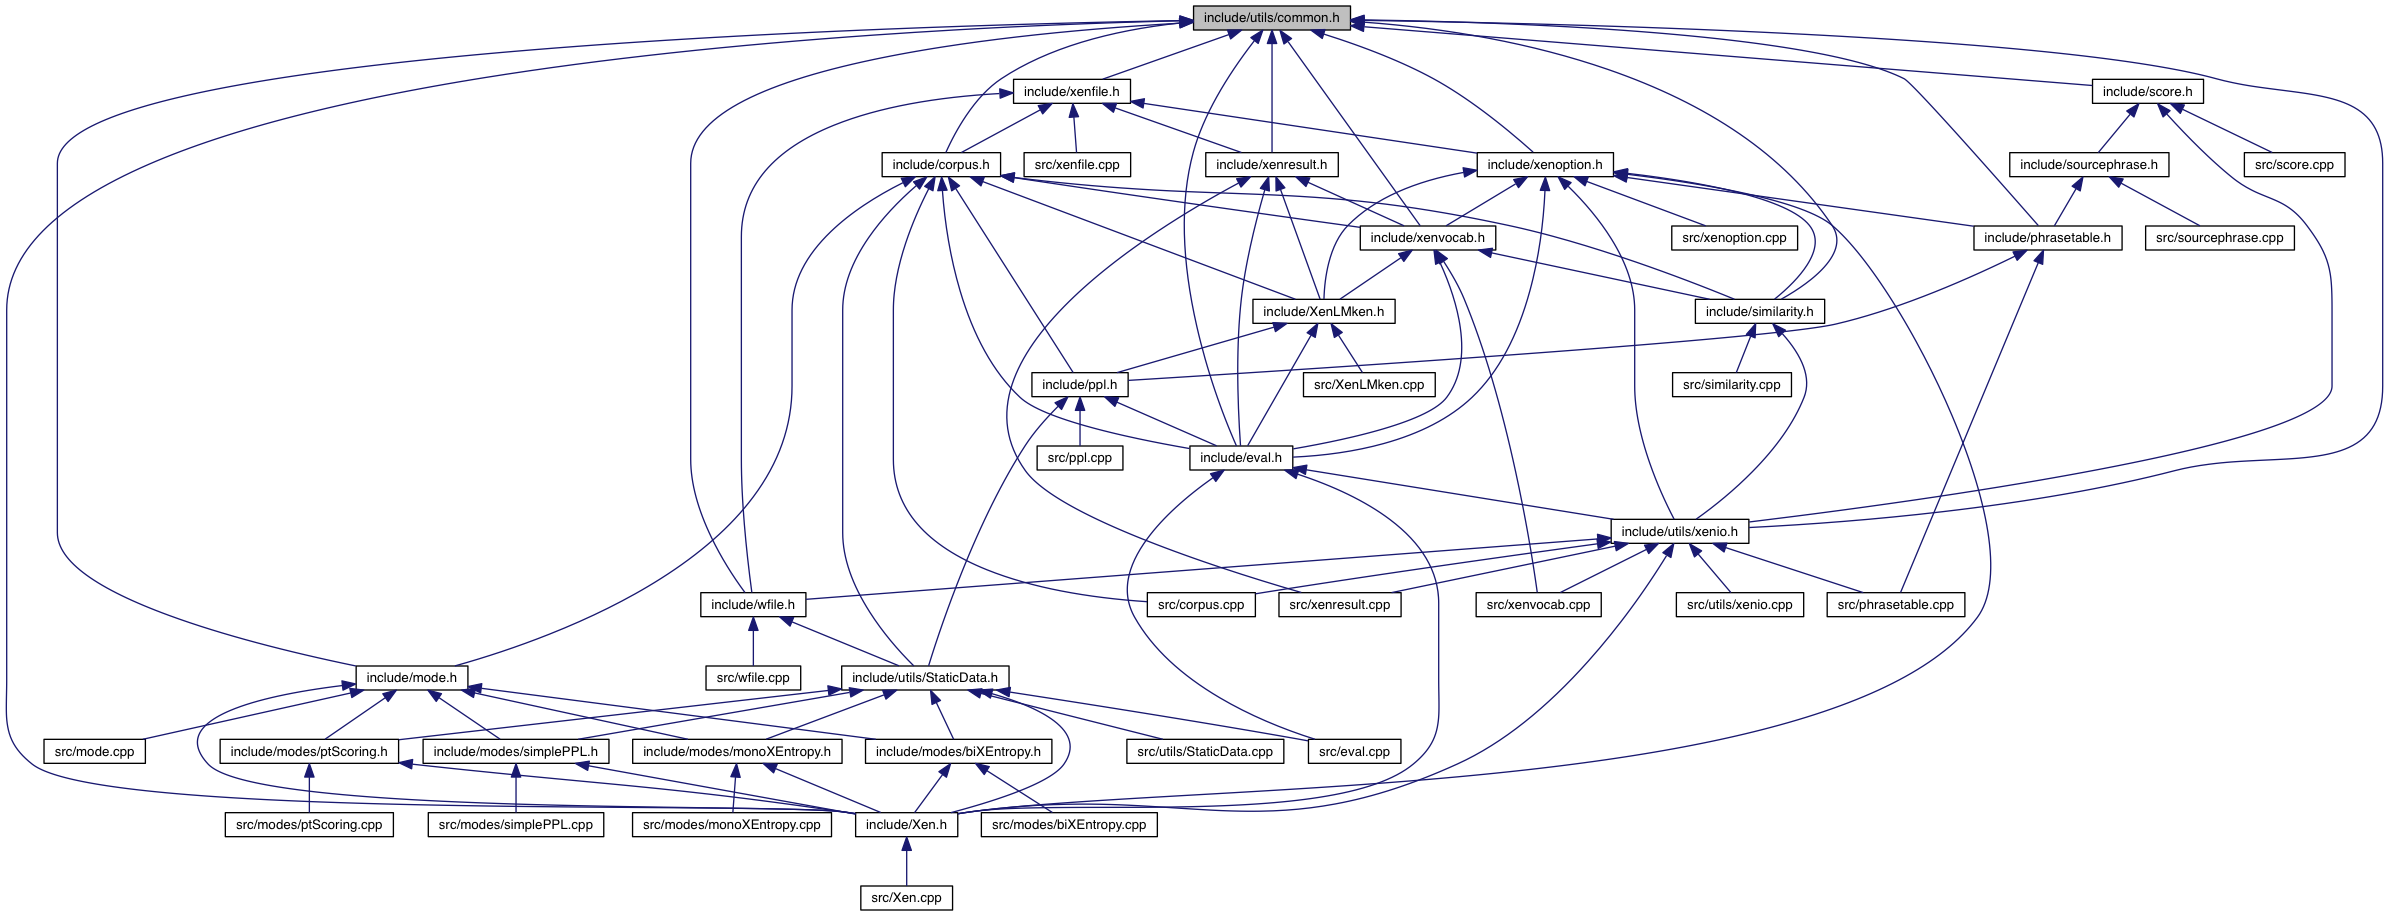 include/utils/common.h
include/xenfile.h
include/score.h
include/corpus.h
src/xenfile.cpp
include/xenresult.h
include/xenoption.h
include/sourcephrase.h
src/score.cpp
include/xenvocab.h
src/xenoption.cpp
include/phrasetable.h
src/sourcephrase.cpp
include/XenLMken.h
include/similarity.h
include/ppl.h
src/XenLMken.cpp
src/similarity.cpp
src/ppl.cpp
include/eval.h
include/utils/xenio.h
include/wfile.h
src/corpus.cpp
src/xenresult.cpp
src/xenvocab.cpp
src/utils/xenio.cpp
src/phrasetable.cpp
include/mode.h
src/wfile.cpp
include/utils/StaticData.h
src/mode.cpp
include/modes/ptScoring.h
include/modes/simplePPL.h
include/modes/monoXEntropy.h
include/modes/biXEntropy.h
src/utils/StaticData.cpp
src/eval.cpp
src/modes/ptScoring.cpp
src/modes/simplePPL.cpp
src/modes/monoXEntropy.cpp
include/Xen.h
src/modes/biXEntropy.cpp
src/Xen.cpp